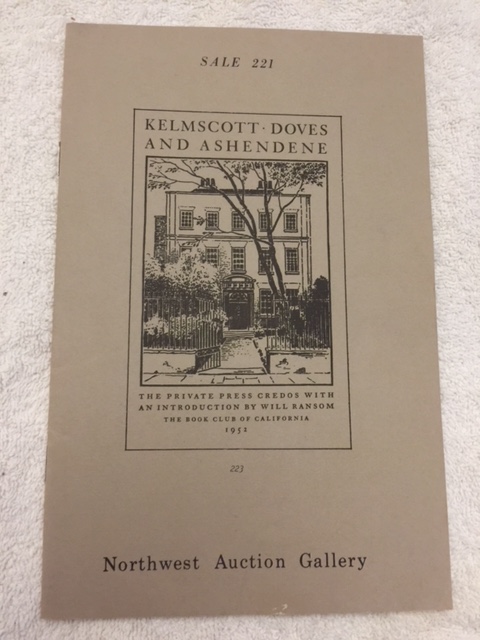 SALE 221
KELMSCOTT · DOVES
AND ASHENDENE
THE PRIVATE PRESS CREDOS WITH
AN INTRODUCTION BY WILL RANSOM
THE BOOK CLUB OF CALIFORNIA
1952
223
Northwest Auction Gallery